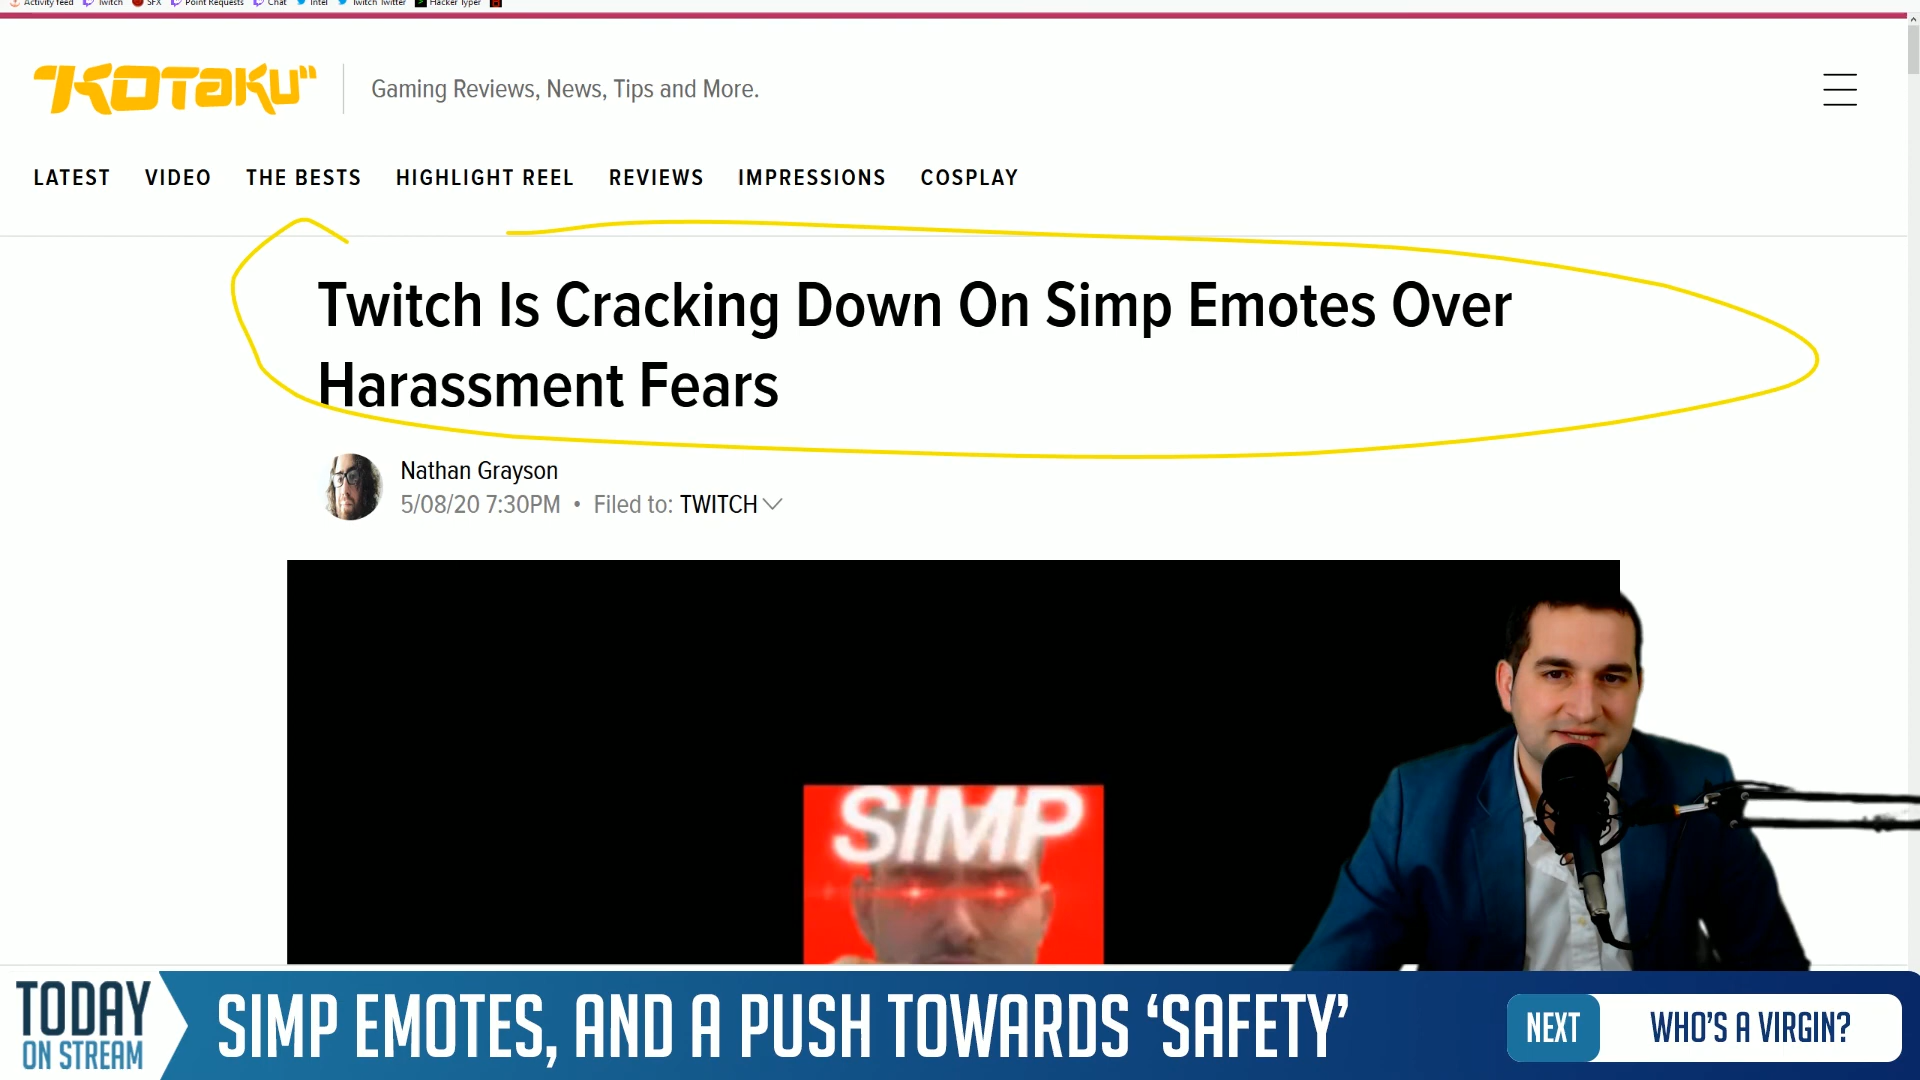 Activity feed Twitch SFX Point Requests Chat Intel Twitch Twitter Hacker Typer
"KOTAKU"
Gaming Reviews, News, Tips and More.
LATEST VIDEO THE BESTS HIGHLIGHT REEL REVIEWS IMPRESSIONS COSPLAY
Twitch Is Cracking Down On Simp Emotes Over
Harassment Fears
Nathan Grayson
5/08/20 7:30PM • Filed to: TWITCH
SIMP
TODAY
ON STREAM
SIMP EMOTES, AND A PUSH TOWARDS ‘SAFETY’
NEXT
WHO'S A VIRGIN?